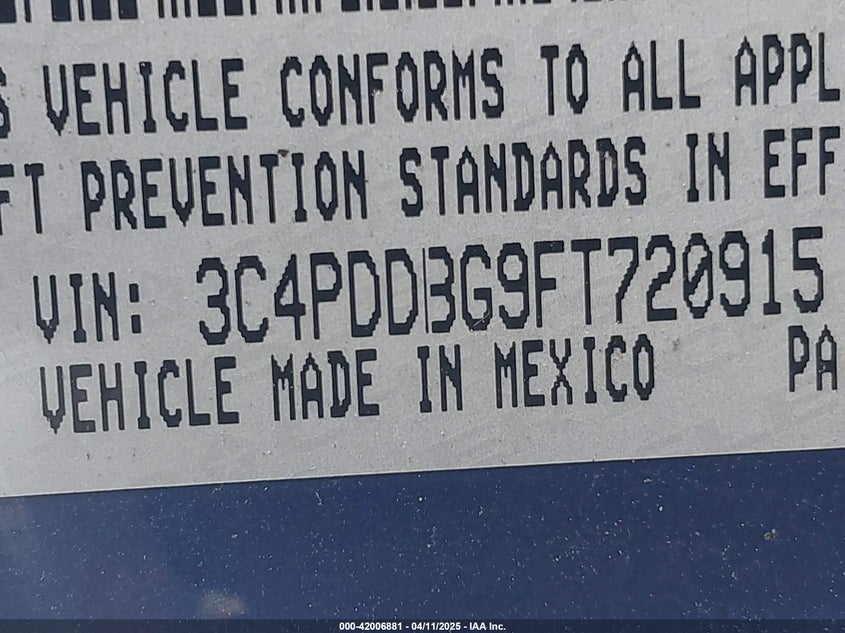 S VEHICLE CONFORMS TO ALL APPL
FT PREVENTION STANDARDS IN EFF
VIN: 3C4PDDBG9FT720915
VEHICLE MADE IN MEXICO PA
000-42006881 - 04/11/2025 - IAA Inc.